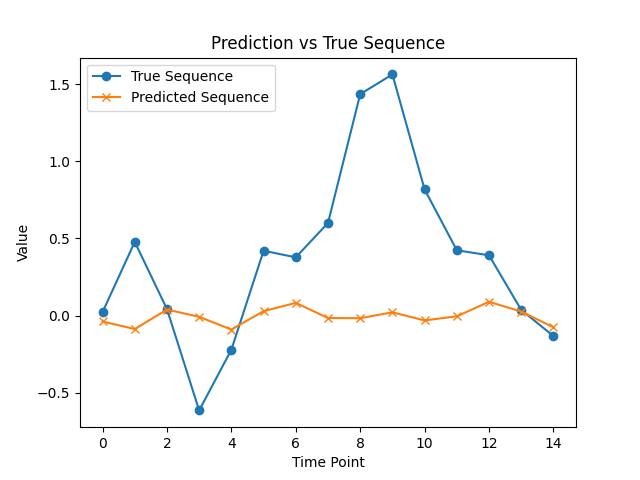 Prediction vs True Sequence
True Sequence
Predicted Sequence
1.5
1.0
0.5
0.0
−0.5
Value
0 2 4 6 8 10 12 14
Time Point